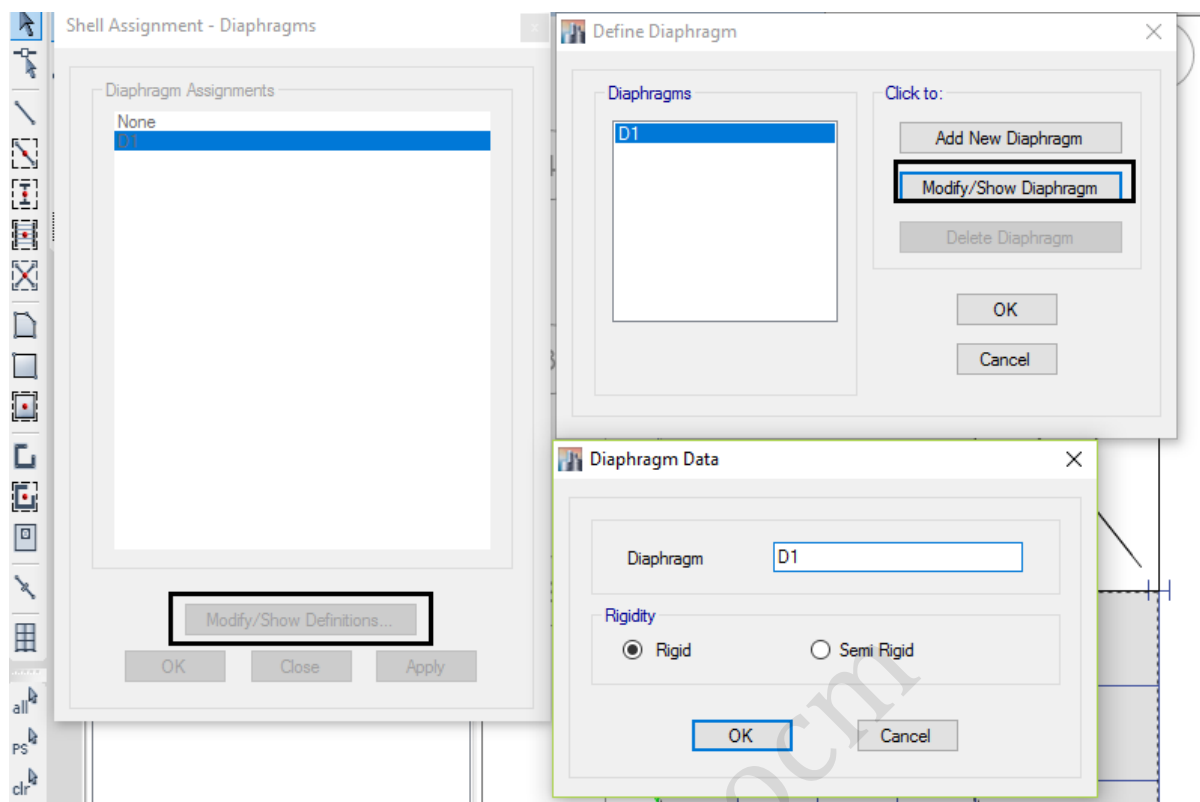 Shell Assignment - Diaphragms
Diaphragm Assignments
None
D1
Modify/Show Definitions...
OK
Close
Apply
Define Diaphragm
Diaphragms
D1
Click to:
Add New Diaphragm
Modify/Show Diaphragm
Delete Diaphragm
OK
Cancel
Diaphragm Data
Diaphragm
D1
Rigidity
Rigid
Semi Rigid
OK
Cancel
all
PS
clr